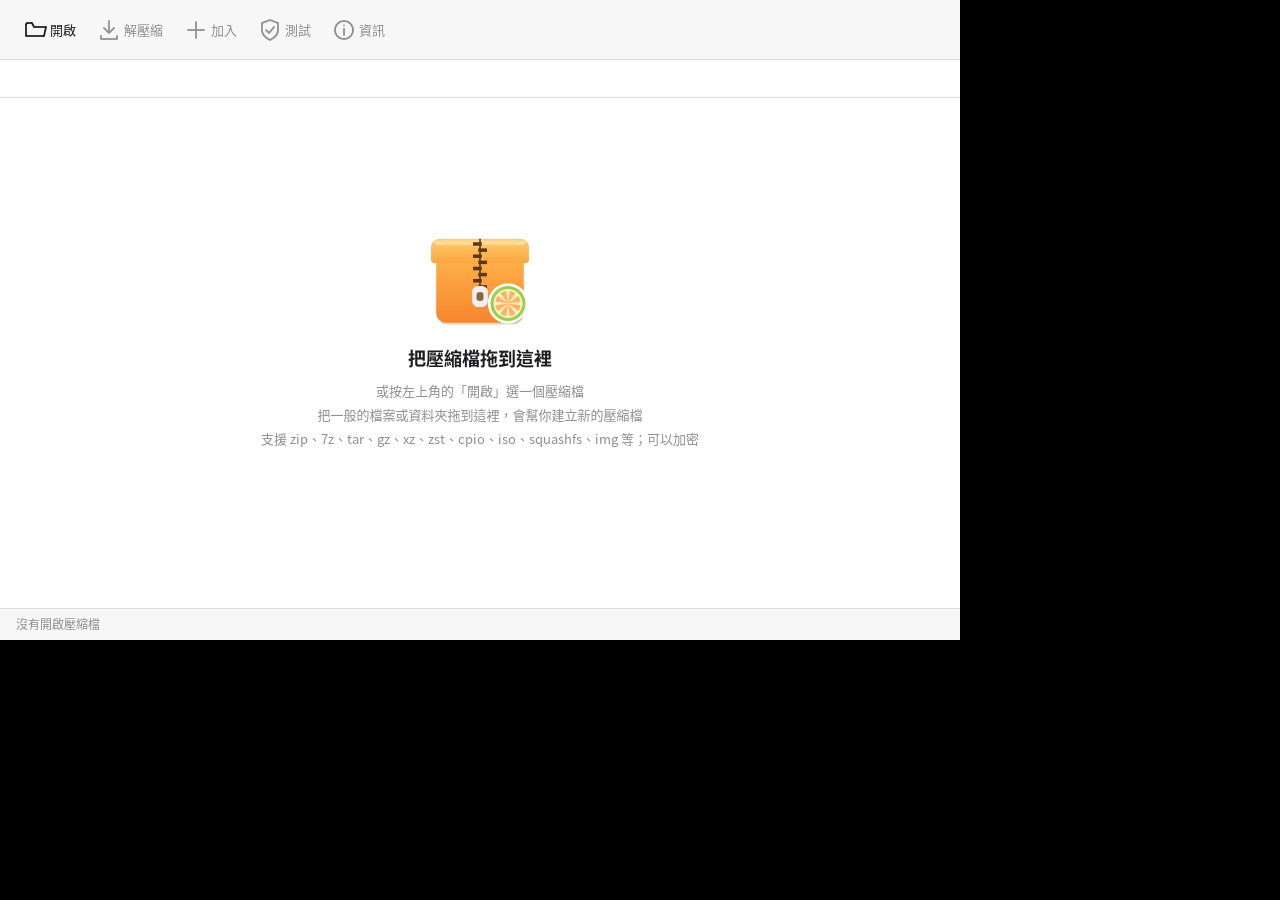 開啟
解壓縮
加入
測試
資訊
把壓縮檔拖到這裡
或按左上角的「開啟」選一個壓縮檔
把一般的檔案或資料夾拖到這裡，會幫你建立新的壓縮檔
支援 zip、7z、tar、gz、xz、zst、cpio、iso、squashfs、img 等；可以加密
沒有開啟壓縮檔